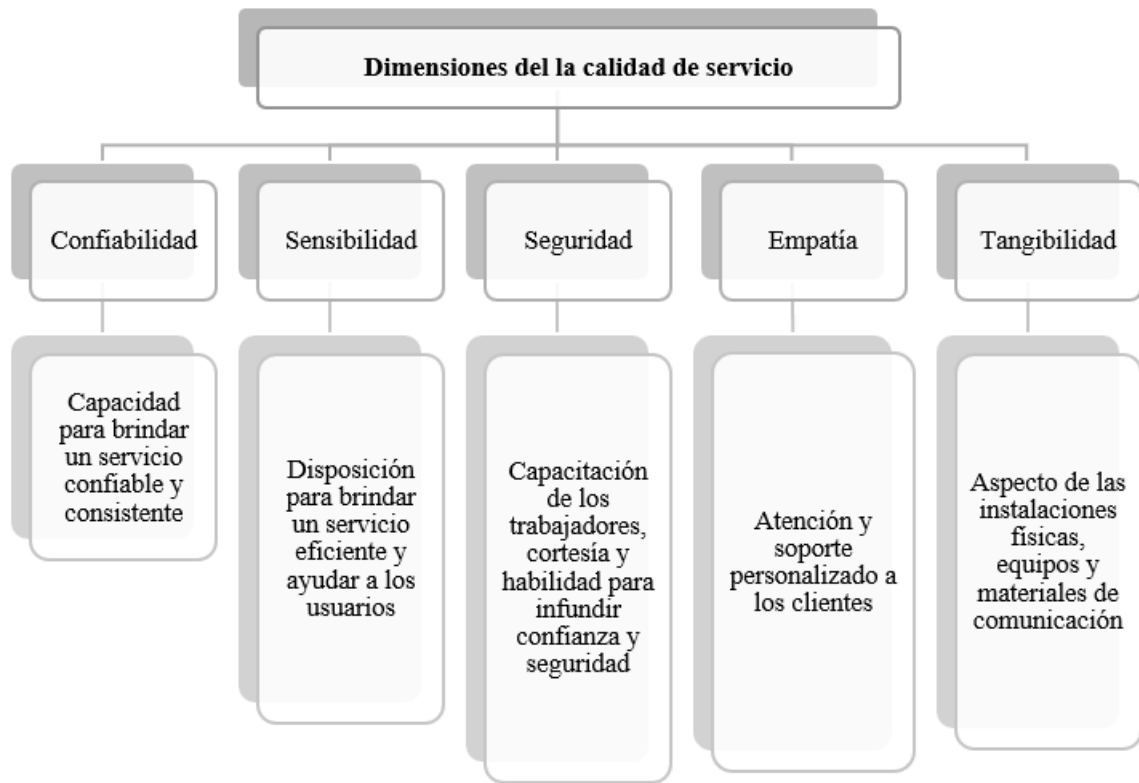 Dimensiones del la calidad de servicio
Confiabilidad
Sensibilidad
Seguridad
Empatía
Tangibilidad
Capacidad
para brindar
un servicio
confiable y
consistente
Disposición
para brindar
un servicio
eficiente y
ayudar a los
usuarios
Capacitación
de los
trabajadores,
cortesía y
habilidad para
infundir
confianza y
seguridad
Atención y
soporte
personalizado a
los clientes
Aspecto de las
instalaciones
físicas,
equipos y
materiales de
comunicación